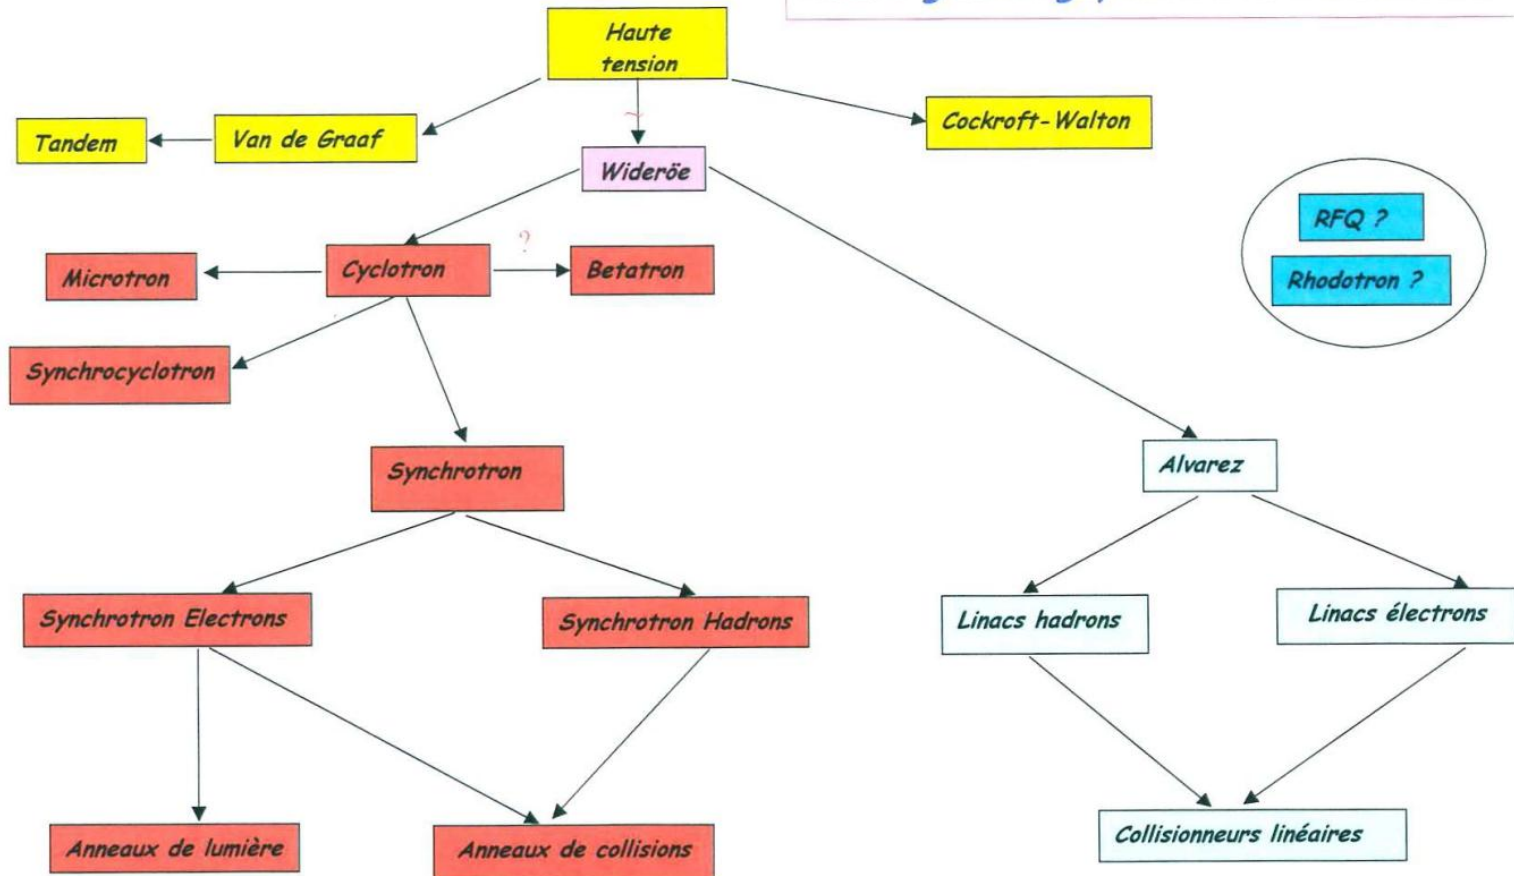 Haute
tension
Cockroft-Walton
Tandem
Van de Graaf
~
Wideröe
RFQ ?
?
Microtron
Cyclotron
Betatron
Rhodotron ?
Synchrocyclotron
Synchrotron
Alvarez
Synchrotron Electrons
Synchrotron Hadrons
Linacs hadrons
Linacs électrons
Anneaux de lumière
Anneaux de collisions
Collisionneurs linéaires